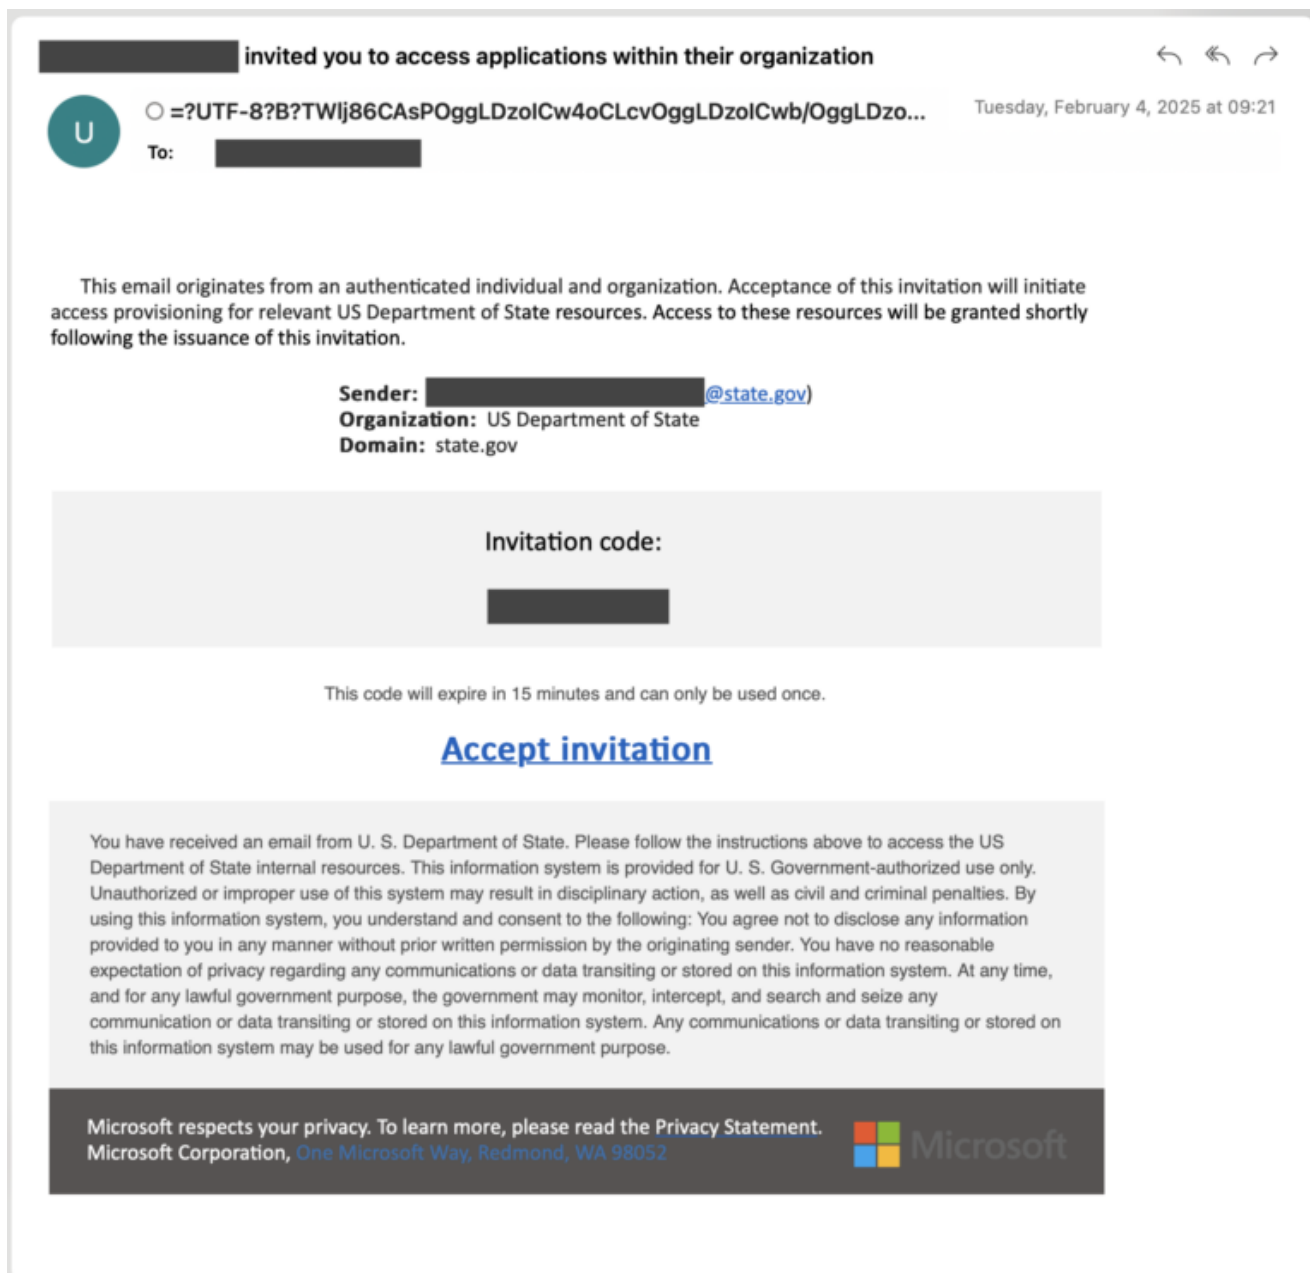 invited you to access applications within their organization
U
=?UTF-8?B?TWlj86CAsPOggLDzoICw4oCLcvOggLDzoICwb/OggLDzo...
Tuesday, February 4, 2025 at 09:21
To:
This email originates from an authenticated individual and organization. Acceptance of this invitation will initiate
access provisioning for relevant US Department of State resources. Access to these resources will be granted shortly
following the issuance of this invitation.
Sender: @state.gov)
Organization: US Department of State
Domain: state.gov
Invitation code:
This code will expire in 15 minutes and can only be used once.
Accept invitation
You have received an email from U. S. Department of State. Please follow the instructions above to access the US
Department of State internal resources. This information system is provided for U. S. Government-authorized use only.
Unauthorized or improper use of this system may result in disciplinary action, as well as civil and criminal penalties. By
using this information system, you understand and consent to the following: You agree not to disclose any information
provided to you in any manner without prior written permission by the originating sender. You have no reasonable
expectation of privacy regarding any communications or data transiting or stored on this information system. At any time,
and for any lawful government purpose, the government may monitor, intercept, and search and seize any
communication or data transiting or stored on this information system. Any communications or data transiting or stored on
this information system may be used for any lawful government purpose.
Microsoft respects your privacy. To learn more, please read the Privacy Statement.
Microsoft Corporation, One Microsoft Way, Redmond, WA 98052
Microsoft